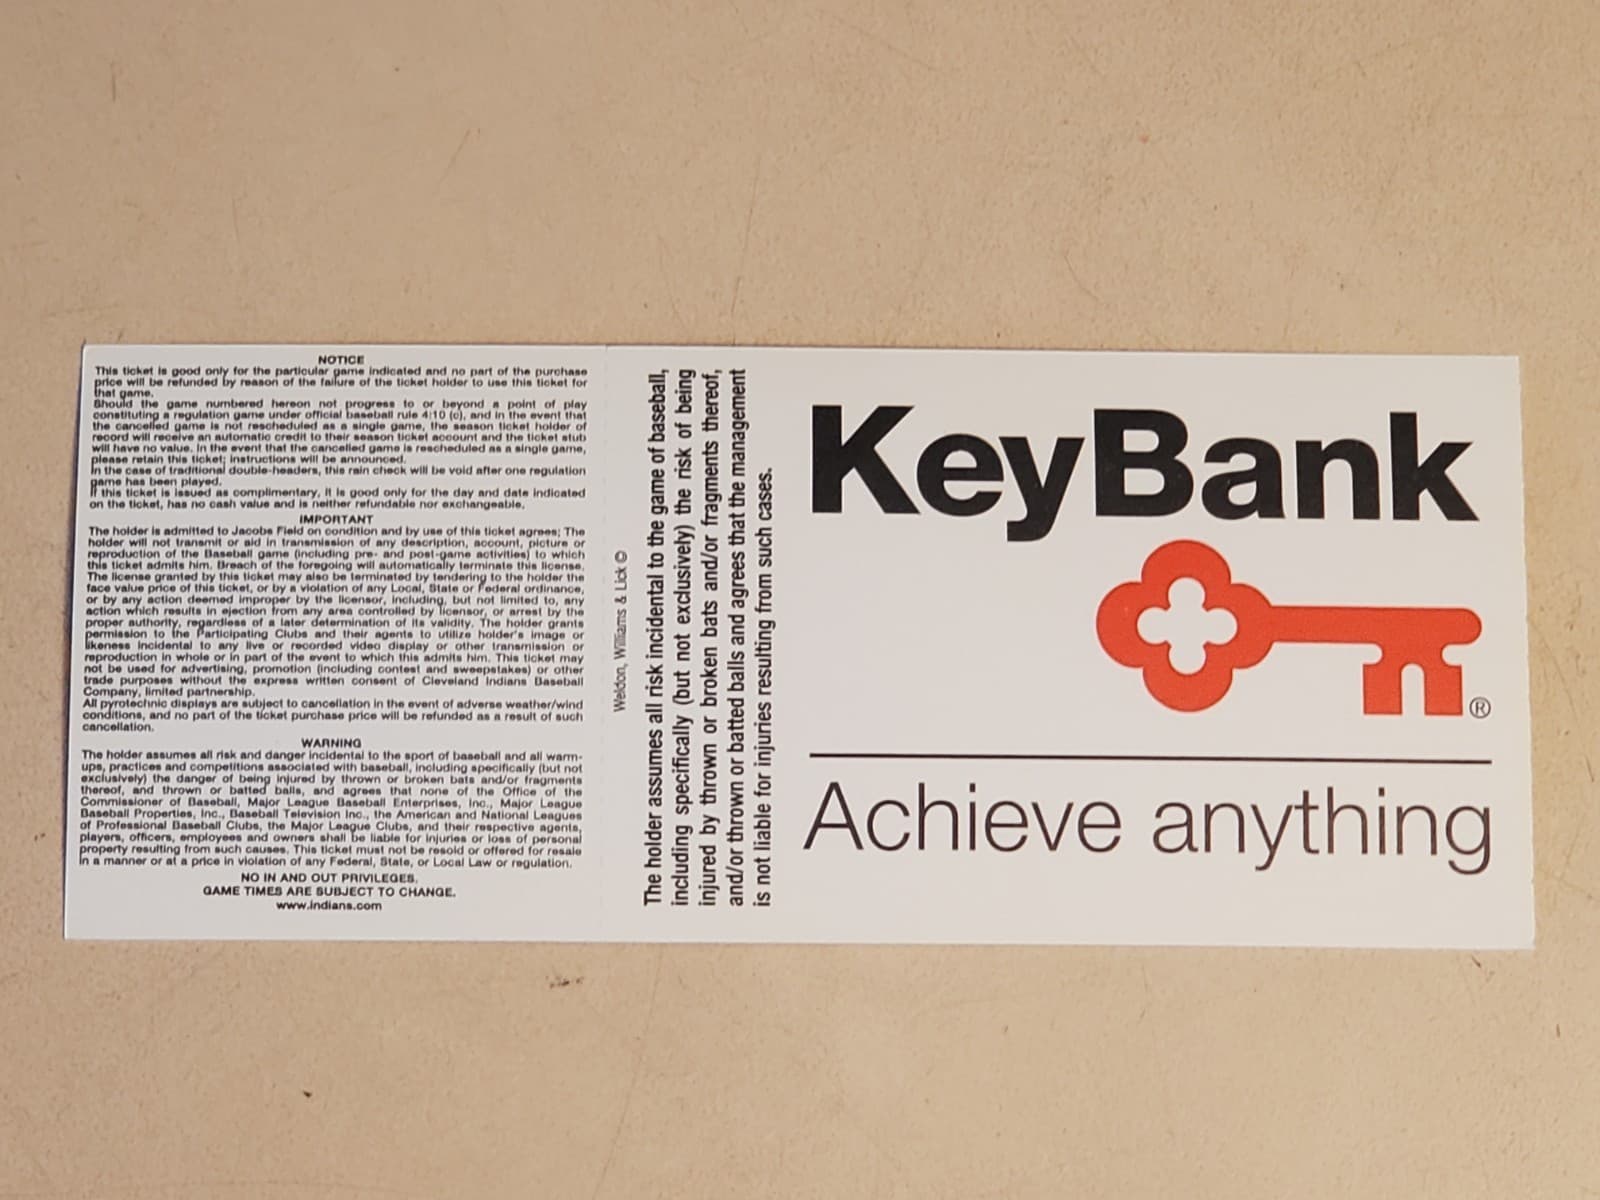 NOTICE
This ticket is good only for the particular game indicated and no part of the purchase
price will be refunded by reason of the failure of the ticket holder to use this ticket for
that game.
Should the game numbered hereon not progress to or beyond a point of play
constituting a regulation game under official baseball rule 4:10 (c), and in the event that
the cancelled game is not rescheduled as a single game, the season ticket holder of
record will receive an automatic credit to their season ticket account and the ticket stub
will have no value. In the event that the cancelled game is rescheduled as a single game,
please retain this ticket; instructions will be announced.
In the case of traditional double-headers, this rain check will be void after one regulation
game has been played.
If this ticket is issued as complimentary, it is good only for the day and date indicated
on the ticket, has no cash value and is neither refundable nor exchangeable.
IMPORTANT
The holder is admitted to Jacobs Field on condition and by use of this ticket agrees; The
holder will not transmit or aid in transmission of any description, account, picture or
reproduction of the Baseball game (including pre- and post-game activities) to which
this ticket admits him. Breach of the foregoing will automatically terminate this license.
The license granted by this ticket may also be terminated by tendering to the holder the
face value price of this ticket, or by a violation of any Local, State or Federal ordinance,
or by any action deemed improper by the licensor, including, but not limited to, any
action which results in ejection from any area controlled by licensor, or arrest by the
proper authority, regardless of a later determination of its validity. The holder grants
permission to the Participating Clubs and their agents to utilize holder's image or
likeness incidental to any live or recorded video display or other transmission or
reproduction in whole or in part of the event to which this admits him. This ticket may
not be used for advertising, promotion (including contest and sweepstakes) or other
trade purposes without the express written consent of Cleveland Indians Baseball
Company, limited partnership.
All pyrotechnic displays are subject to cancellation in the event of adverse weather/wind
conditions, and no part of the ticket purchase price will be refunded as a result of such
cancellation.
WARNING
The holder assumes all risk and danger incidental to the sport of baseball and all warm-
ups, practices and competitions associated with baseball, including specifically (but not
exclusively) the danger of being injured by thrown or broken bats and/or fragments
thereof, and thrown or batted balls, and agrees that none of the Office of the
Commissioner of Baseball, Major League Baseball Enterprises, Inc., Major League
Baseball Properties, Inc., Baseball Television Inc., the American and National Leagues
of Professional Baseball Clubs, the Major League Clubs, and their respective agents,
players, officers, employees and owners shall be liable for injuries or loss of personal
property resulting from such causes. This ticket must not be resold or offered for resale
in a manner or at a price in violation of any Federal, State, or Local Law or regulation.
NO IN AND OUT PRIVILEGES.
GAME TIMES ARE SUBJECT TO CHANGE.
www.indians.com
Weldon, Williams & Lick ©
The holder assumes all risk incidental to the game of baseball,
including specifically (but not exclusively) the risk of being
injured by thrown or broken bats and/or fragments thereof,
and/or thrown or batted balls and agrees that the management
is not liable for injuries resulting from such cases.
KeyBank
®
Achieve anything